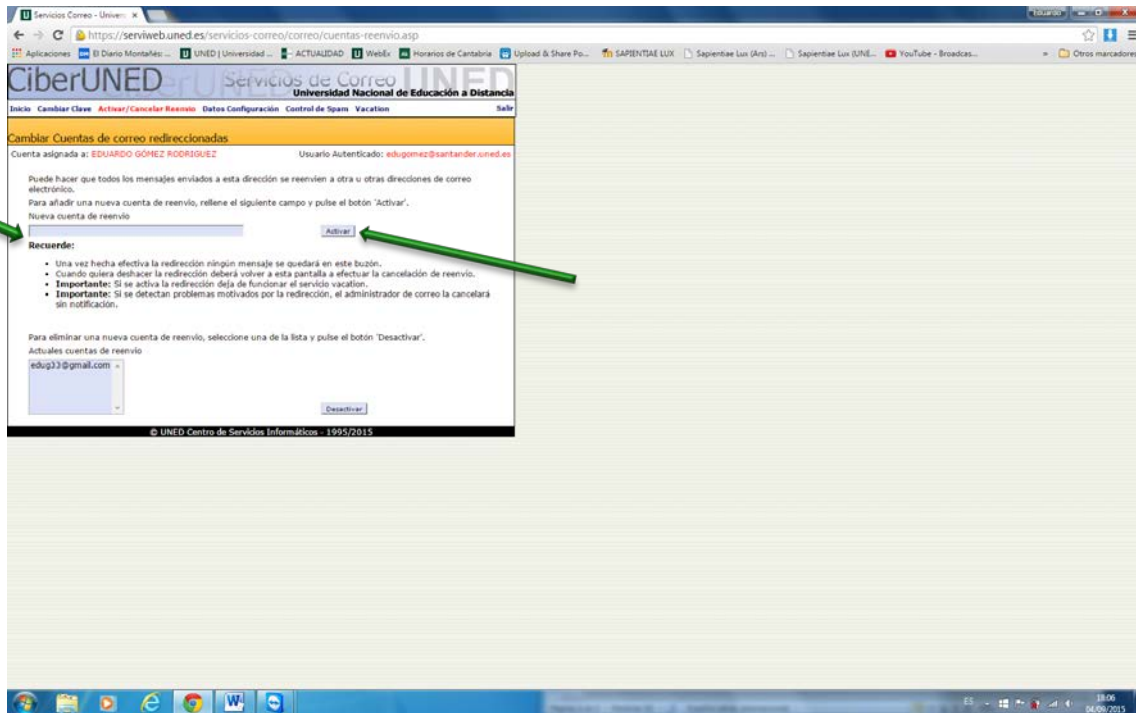 Servicios Correo - Univers
Eduardo
https://serviweb.uned.es/servicios-correo/correo/cuentas-reenvio.asp
Aplicaciones El Diario Montañés: ... UNED | Universidad ... - ACTUALIDAD WebEx Horarios de Cantabria Upload & Share Po... SAPIENTIAE LUX Sapientiae Lux (Ars) ... Sapientiae Lux (UNE... YouTube - Broadcas... » Otros marcadores
CiberUNED Servicios de Correo UNED
Universidad Nacional de Educación a Distancia
Inicio Cambiar Clave Activar/Cancelar Reenvio Datos Configuración Control de Spam Vacation Salir
Cambiar Cuentas de correo redireccionadas
Cuenta asignada a: EDUARDO GÓMEZ RODRIGUEZ Usuario Autenticado: edugomez@santander.uned.es
Puede hacer que todos los mensajes enviados a esta dirección se reenvien a otra u otras direcciones de correo
electrónico.
Para añadir una nueva cuenta de reenvio, rellene el siguiente campo y pulse el botón 'Activar'.
Nueva cuenta de reenvio
Activar
Recuerde:
• Una vez hecha efectiva la redirección ningún mensaje se quedará en este buzón.
• Cuando quiera deshacer la redirección deberá volver a esta pantalla a efectuar la cancelación de reenvio.
• Importante: Si se activa la redirección deja de funcionar el servicio vacation.
• Importante: Si se detectan problemas motivados por la redirección, el administrador de correo la cancelará
sin notificación.
Para eliminar una nueva cuenta de reenvio, seleccione una de la lista y pulse el botón 'Desactivar'.
Actuales cuentas de reenvio
edug33@gmail.com
Desactivar
© UNED Centro de Servicios Informáticos - 1995/2015
ES
18:06
04/09/2015